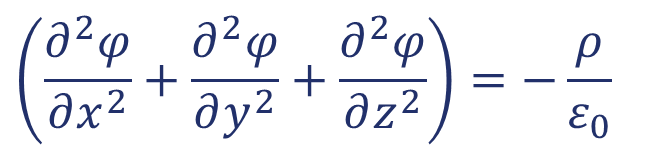 (∂²φ/∂x² + ∂²φ/∂y² + ∂²φ/∂z²) = − ρ/ε₀